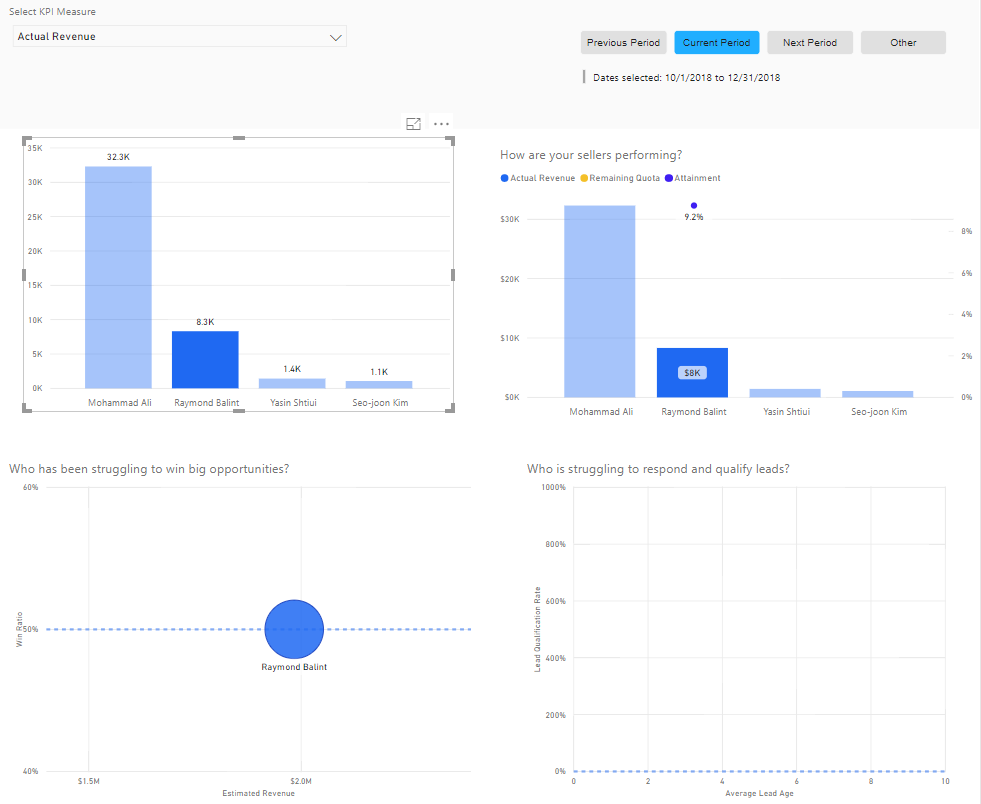 Select KPI Measure
Actual Revenue
Previous Period
Current Period
Next Period
Other
Dates selected: 10/1/2018 to 12/31/2018
35K
30K
25K
20K
15K
10K
5K
0K
32.3K
8.3K
1.4K
1.1K
Mohammad Ali
Raymond Balint
Yasin Shtiui
Seo-joon Kim
How are your sellers performing?
Actual Revenue
Remaining Quota
Attainment
$30K
$20K
$10K
$0K
9.2%
$8K
8%
6%
4%
2%
0%
Mohammad Ali
Raymond Balint
Yasin Shtiui
Seo-joon Kim
Who has been struggling to win big opportunities?
60%
50%
40%
Win Ratio
Raymond Balint
$1.5M
$2.0M
Estimated Revenue
Who is struggling to respond and qualify leads?
1000%
800%
600%
400%
200%
0%
Lead Qualification Rate
0
2
4
6
8
10
Average Lead Age